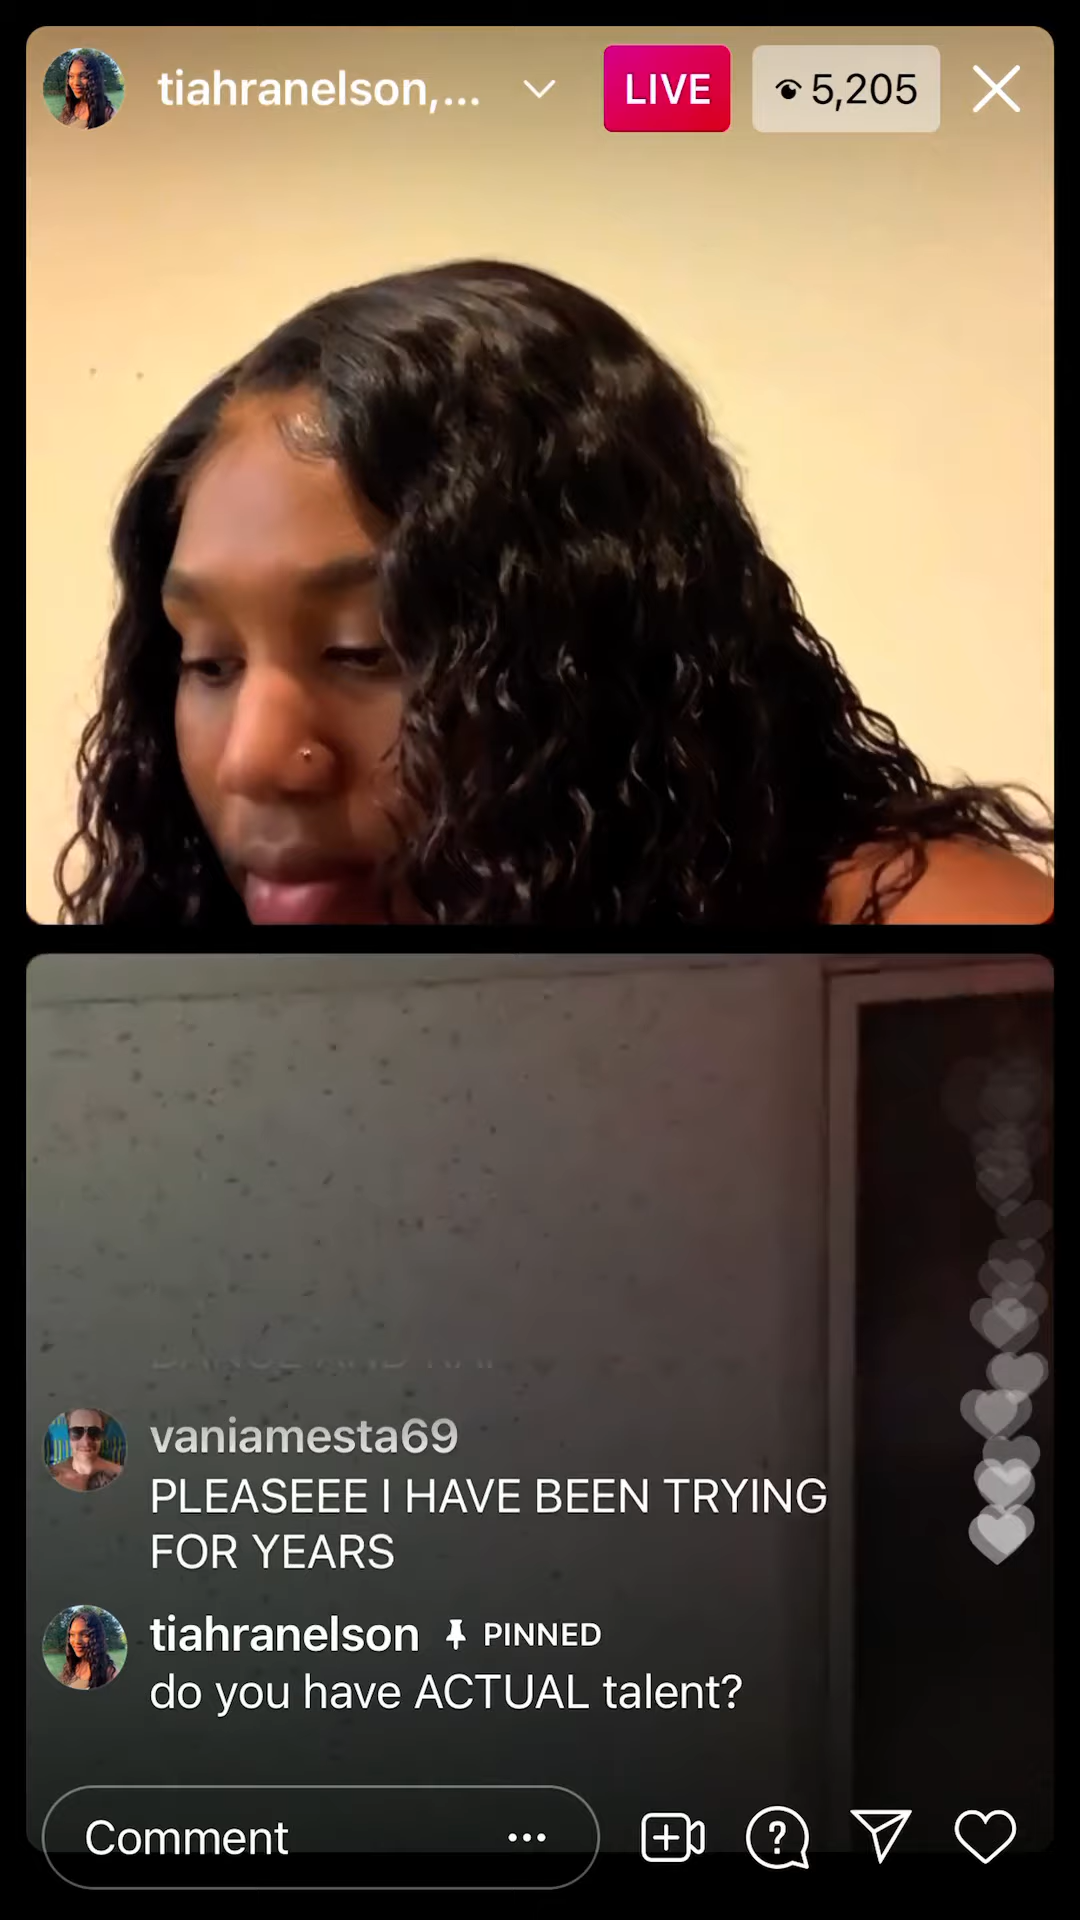 tiahranelson,...
LIVE
5,205
vaniamesta69
PLEASEEE I HAVE BEEN TRYING
FOR YEARS
tiahranelson PINNED
do you have ACTUAL talent?
Comment